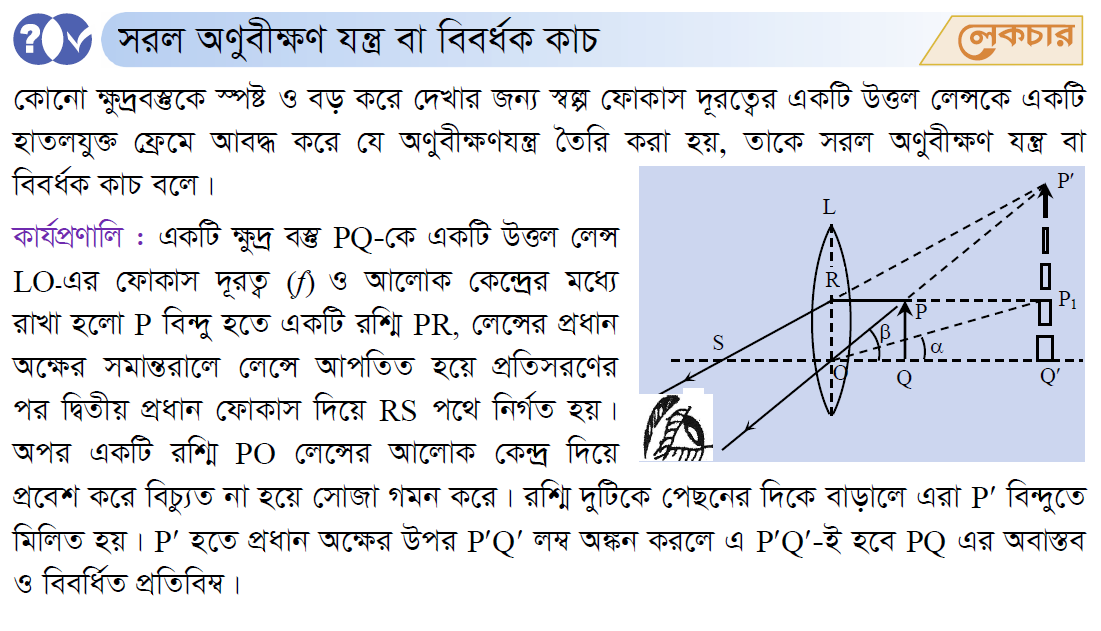 সরল অণুবীক্ষণ যন্ত্র বা বিবর্ধক কাচ
লেকচার
কোনো ক্ষুদ্রবস্তুকে স্পষ্ট ও বড় করে দেখার জন্য স্বল্প ফোকাস দূরত্বের একটি উত্তল লেন্সকে একটি
হাতলযুক্ত ফ্রেমে আবদ্ধ করে যে অণুবীক্ষণযন্ত্র তৈরি করা হয়, তাকে সরল অণুবীক্ষণ যন্ত্র বা
বিবর্ধক কাচ বলে।
কার্যপ্রণালি : একটি ক্ষুদ্র বস্তু PQ-কে একটি উত্তল লেন্স
LO-এর ফোকাস দূরত্ব (f) ও আলোক কেন্দ্রের মধ্যে
রাখা হলো P বিন্দু হতে একটি রশ্মি PR, লেন্সের প্রধান
অক্ষের সমান্তরালে লেন্সে আপতিত হয়ে প্রতিসরণের
পর দ্বিতীয় প্রধান ফোকাস দিয়ে RS পথে নির্গত হয়।
অপর একটি রশ্মি PO লেন্সের আলোক কেন্দ্র দিয়ে
প্রবেশ করে বিচ্যুত না হয়ে সোজা গমন করে। রশ্মি দুটিকে পেছনের দিকে বাড়ালে এরা P′ বিন্দুতে
মিলিত হয়। P′ হতে প্রধান অক্ষের উপর P′Q′ লম্ব অঙ্কন করলে এ P′Q′-ই হবে PQ এর অবাস্তব
ও বিবর্ধিত প্রতিবিম্ব।
P′
L
R
P₁
P
S
β
α
O
Q
Q′